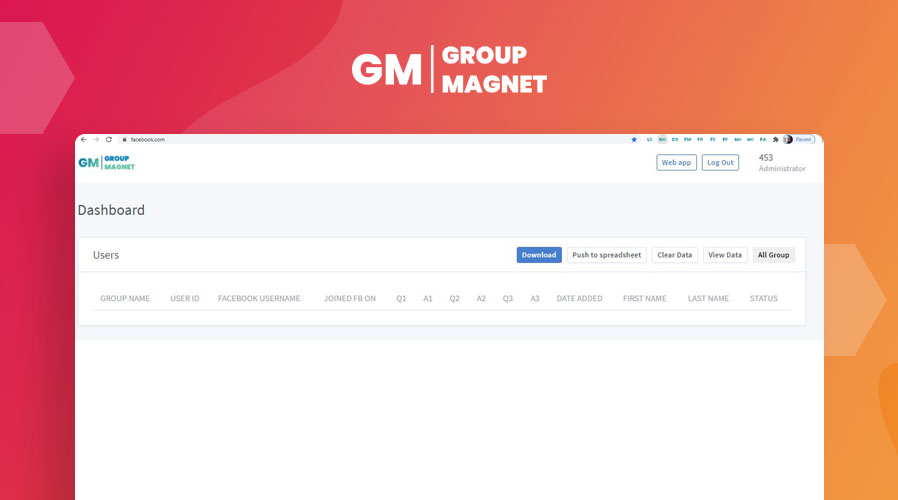 GM GROUP
MAGNET
facebook.com
Paused
GM GROUP
MAGNET
Web app Log Out 453
Administrator
Dashboard
Users Download Push to spreadsheet Clear Data View Data All Group
GROUP NAME USER ID FACEBOOK USERNAME JOINED FB ON Q1 A1 Q2 A2 Q3 A3 DATE ADDED FIRST NAME LAST NAME STATUS